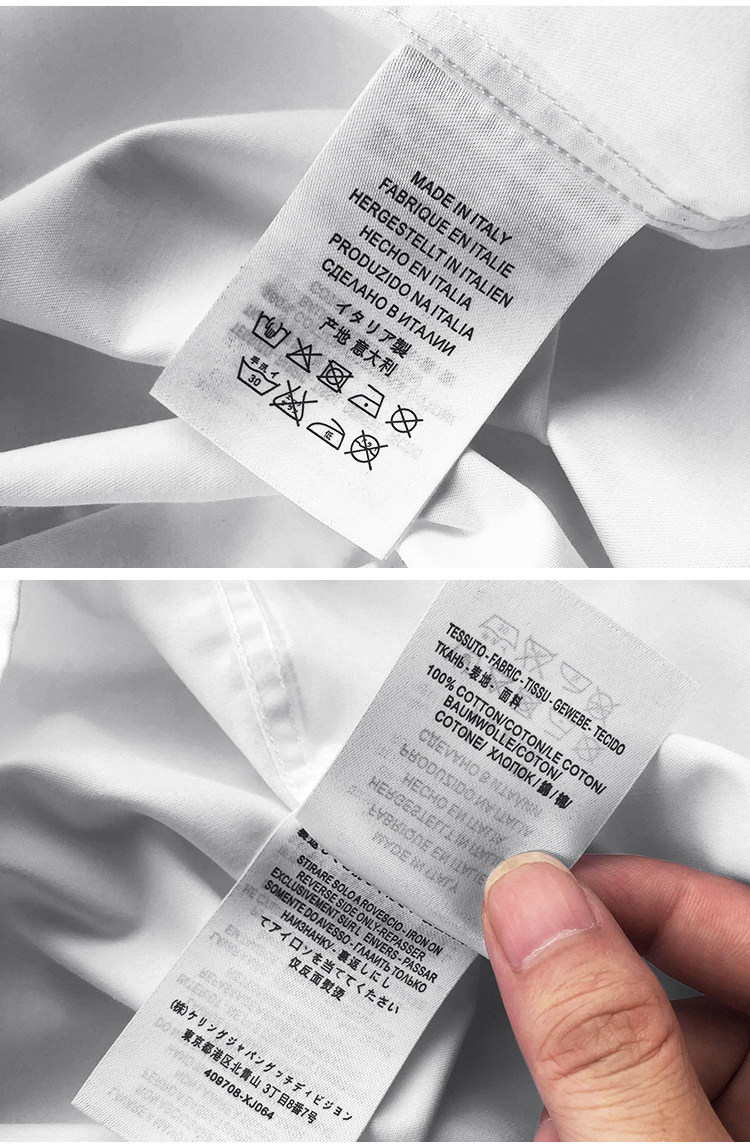 MADE IN ITALY
FABRIQUE EN ITALIE
HERGESTELLT IN ITALIEN
HECHO EN ITALIA
PRODUZIDO NA ITALIA
СДЕЛАНО В ИТАЛИИ
イタリア製
产地 意大利
手洗イ
30
低
TESSUTO - FABRIC - TISSU - GEWEBE - TECIDO
ТКАНЬ - 表地 - 面料
100% COTTON/COTON/LE COTON/
BAUMWOLLE/COTON/
COTONE/ ХЛОПОК / 綿/ 棉/
STIRARE SOLO A ROVESCIO - IRON ON
REVERSE SIDE ONLY - REPASSER
EXCLUSIVEMENT SUR L ENVERS - PASSAR
SOMENTE DO AVESSO - ГЛАДИТЬ ТОЛЬКО
НАИЗНАНКУ - 裏返しにし
てアイロンを当ててください
仅反面熨烫
(株)ケリングジャパングッチディビジョン
東京都港区北青山 3丁目8番7号
409708-XJ064